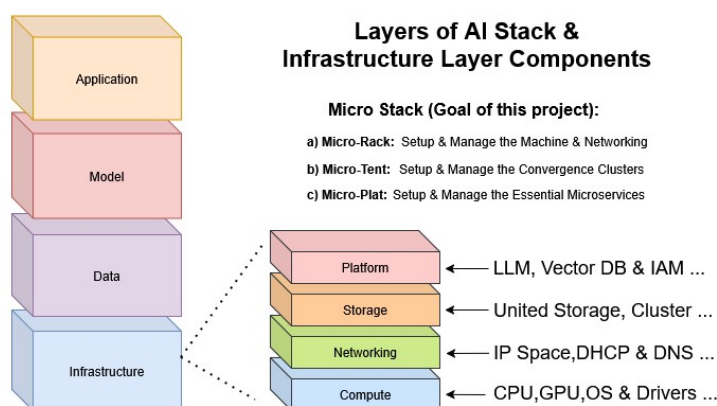 Layers of AI Stack &
Infrastructure Layer Components
Micro Stack (Goal of this project):
a) Micro-Rack: Setup & Manage the Machine & Networking
b) Micro-Tent: Setup & Manage the Convergence Clusters
c) Micro-Plat: Setup & Manage the Essential Microservices
Application
Model
Data
Infrastructure
Platform
LLM, Vector DB & IAM ...
Storage
United Storage, Cluster ...
Networking
IP Space,DHCP & DNS ...
Compute
CPU,GPU,OS & Drivers ...